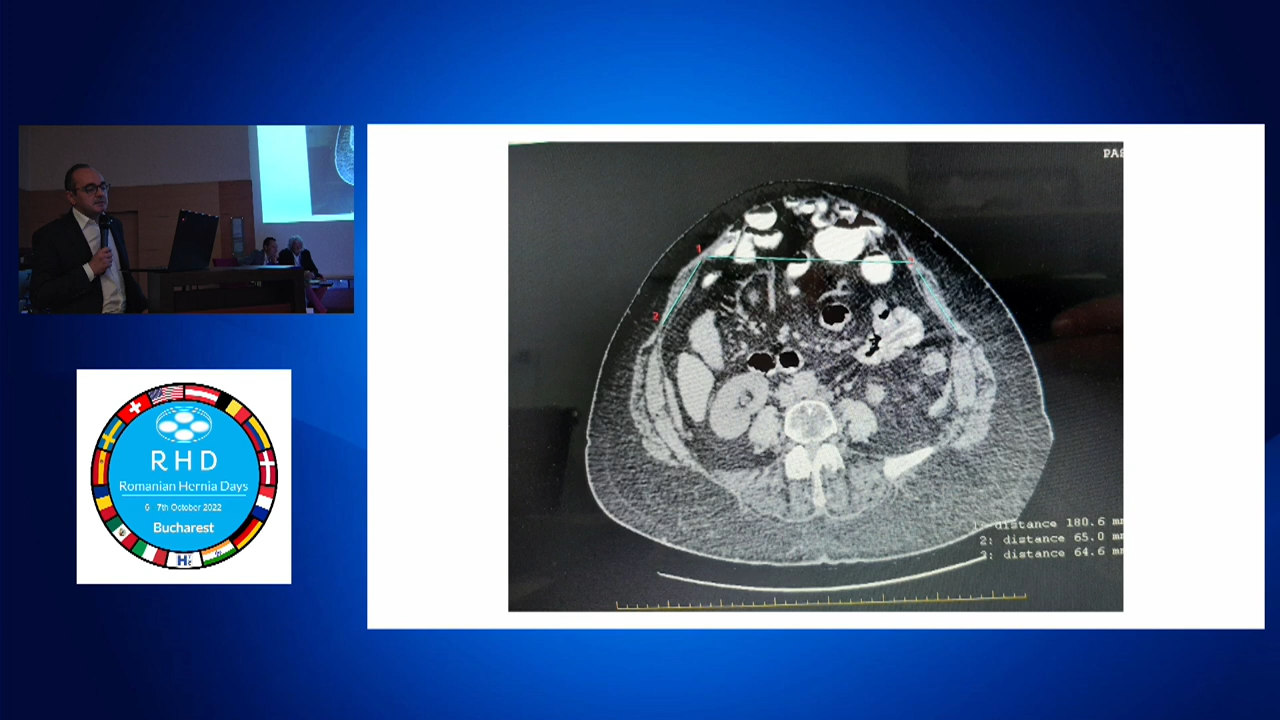 PAS
1
2
1: distance 180.6 mm
2: distance 65.0 mm
3: distance 64.6 mm
RHD
Romanian Hernia Days
6 - 7th October 2022
Bucharest